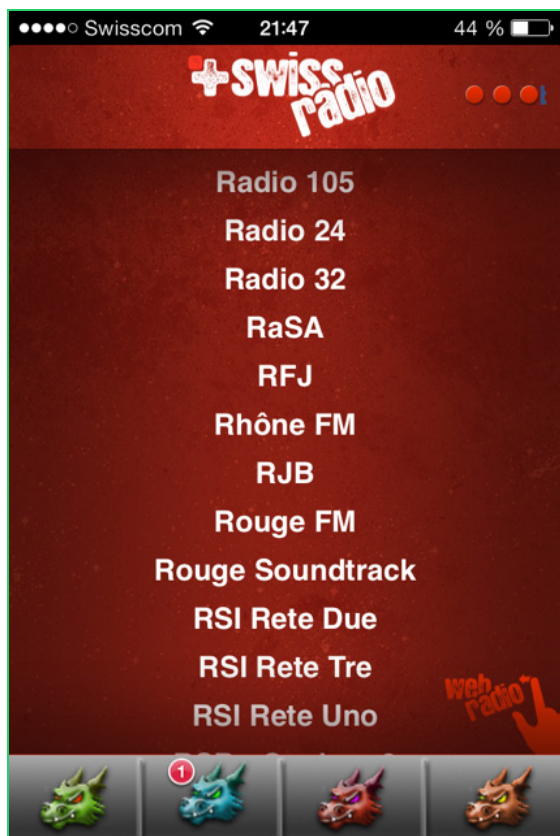 Swisscom 21:47 44 %
swiss
radio
Radio 105
Radio 24
Radio 32
RaSA
RFJ
Rhône FM
RJB
Rouge FM
Rouge Soundtrack
RSI Rete Due
RSI Rete Tre
RSI Rete Uno
web
radio
1